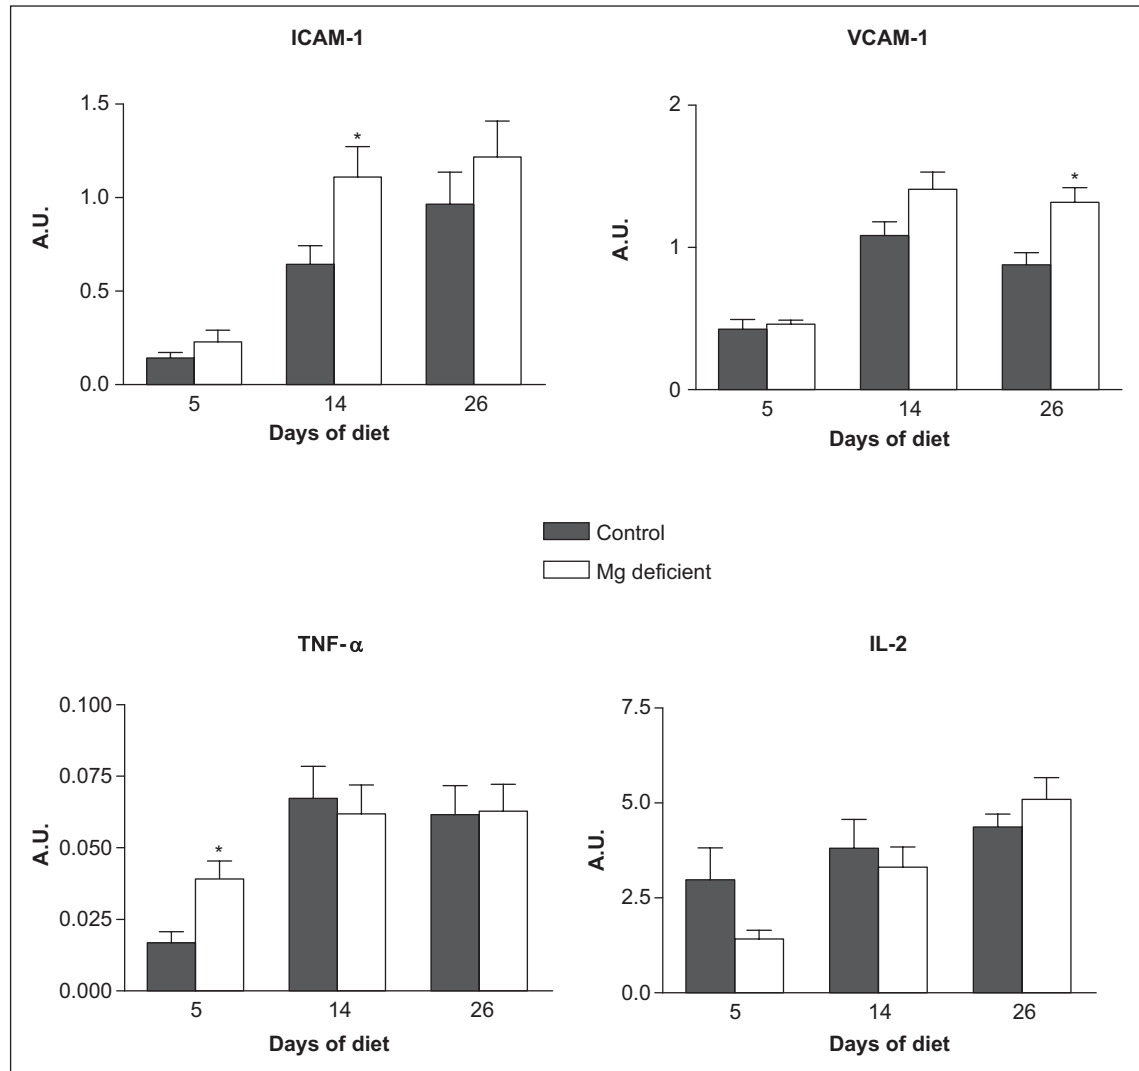 ICAM-1
A.U.
1.5
1.0
0.5
0.0
*
5 14 26
Days of diet
VCAM-1
A.U.
2
1
0
*
5 14 26
Days of diet
Control
Mg deficient
TNF-α
A.U.
0.100
0.075
0.050
0.025
0.000
*
5 14 26
Days of diet
IL-2
A.U.
7.5
5.0
2.5
0.0
5 14 26
Days of diet